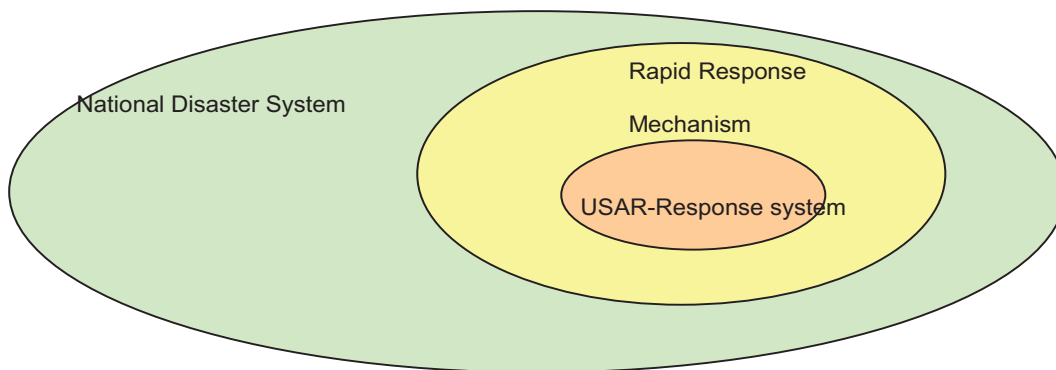 National Disaster System
Rapid Response
Mechanism
USAR-Response system